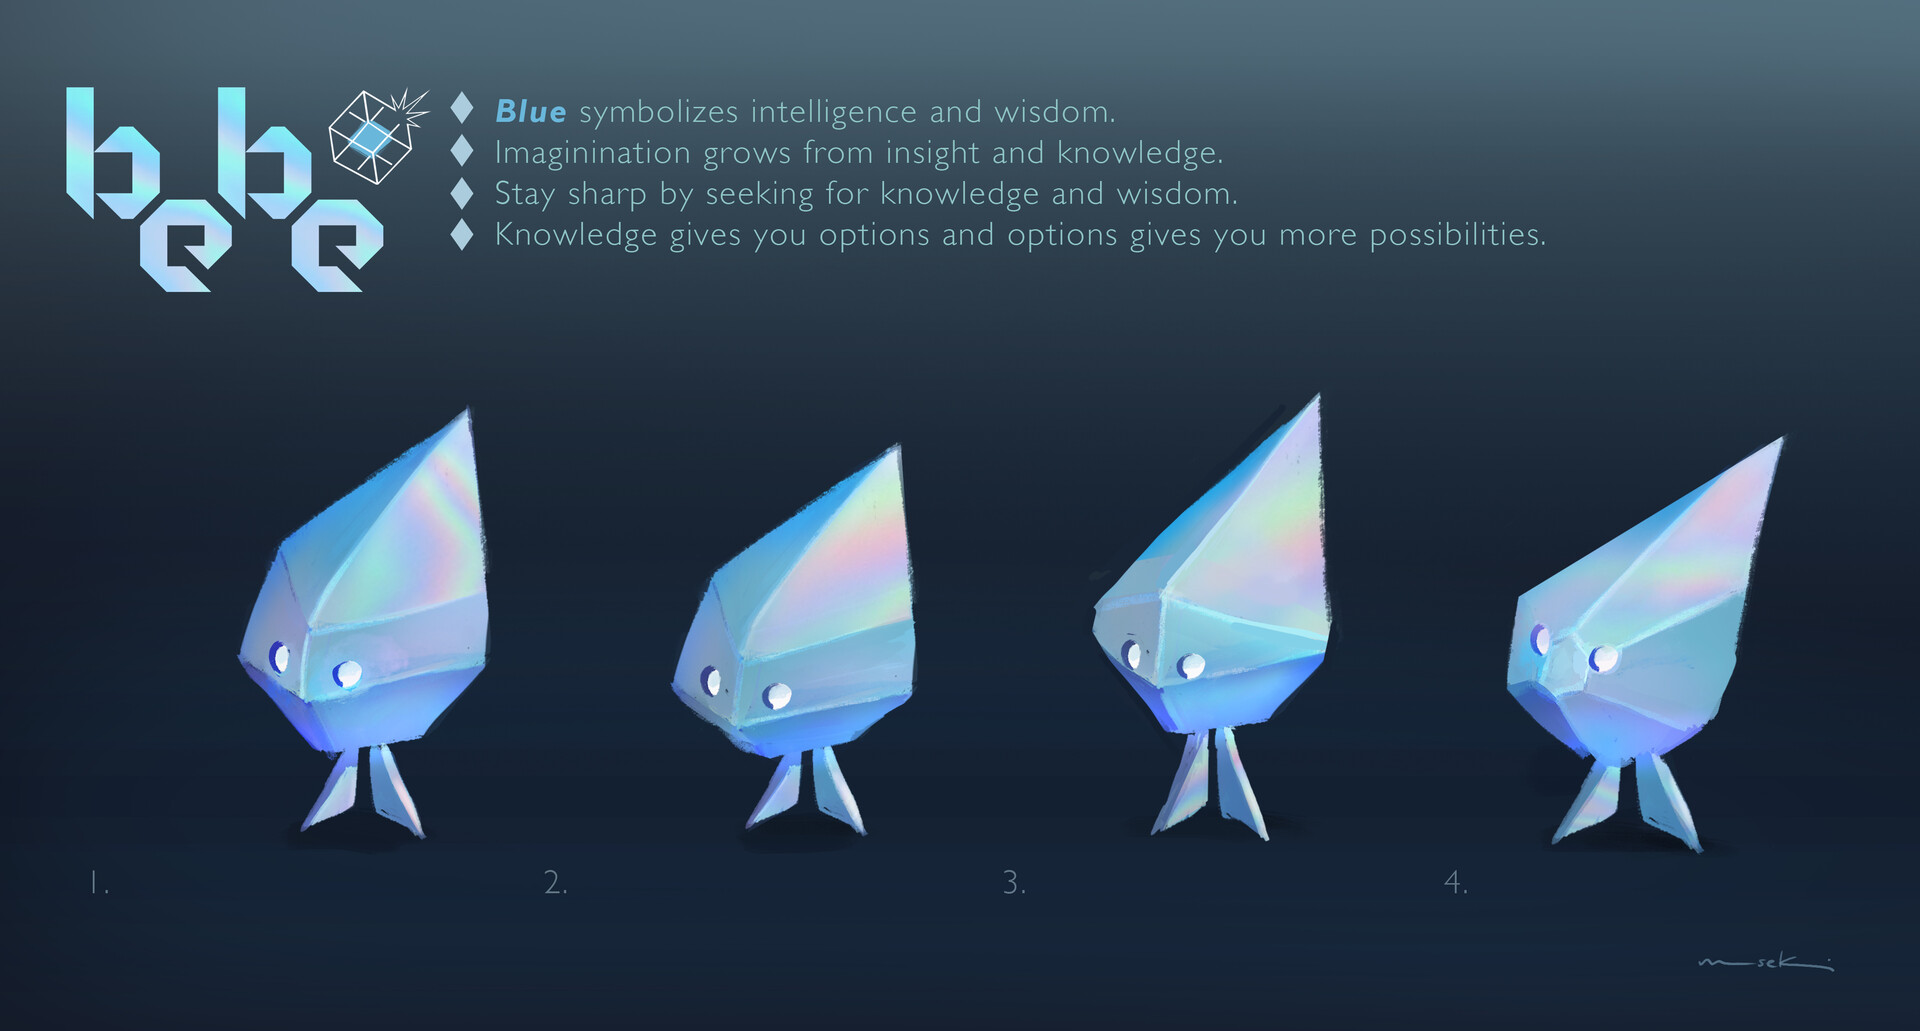 bebe
Blue symbolizes intelligence and wisdom.
Imaginination grows from insight and knowledge.
Stay sharp by seeking for knowledge and wisdom.
Knowledge gives you options and options gives you more possibilities.
1. 2. 3. 4.
m seki